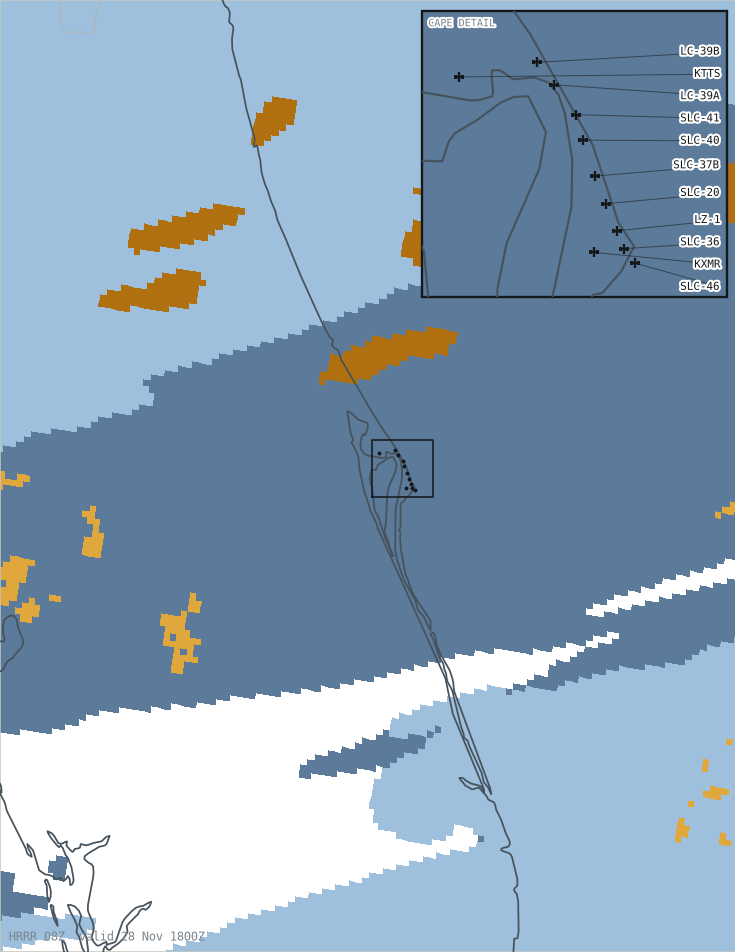 CAPE DETAIL
LC-39B
KTTS
LC-39A
SLC-41
SLC-40
SLC-37B
SLC-20
LZ-1
SLC-36
KXMR
SLC-46
HRRR 08Z valid 28 Nov 1800Z